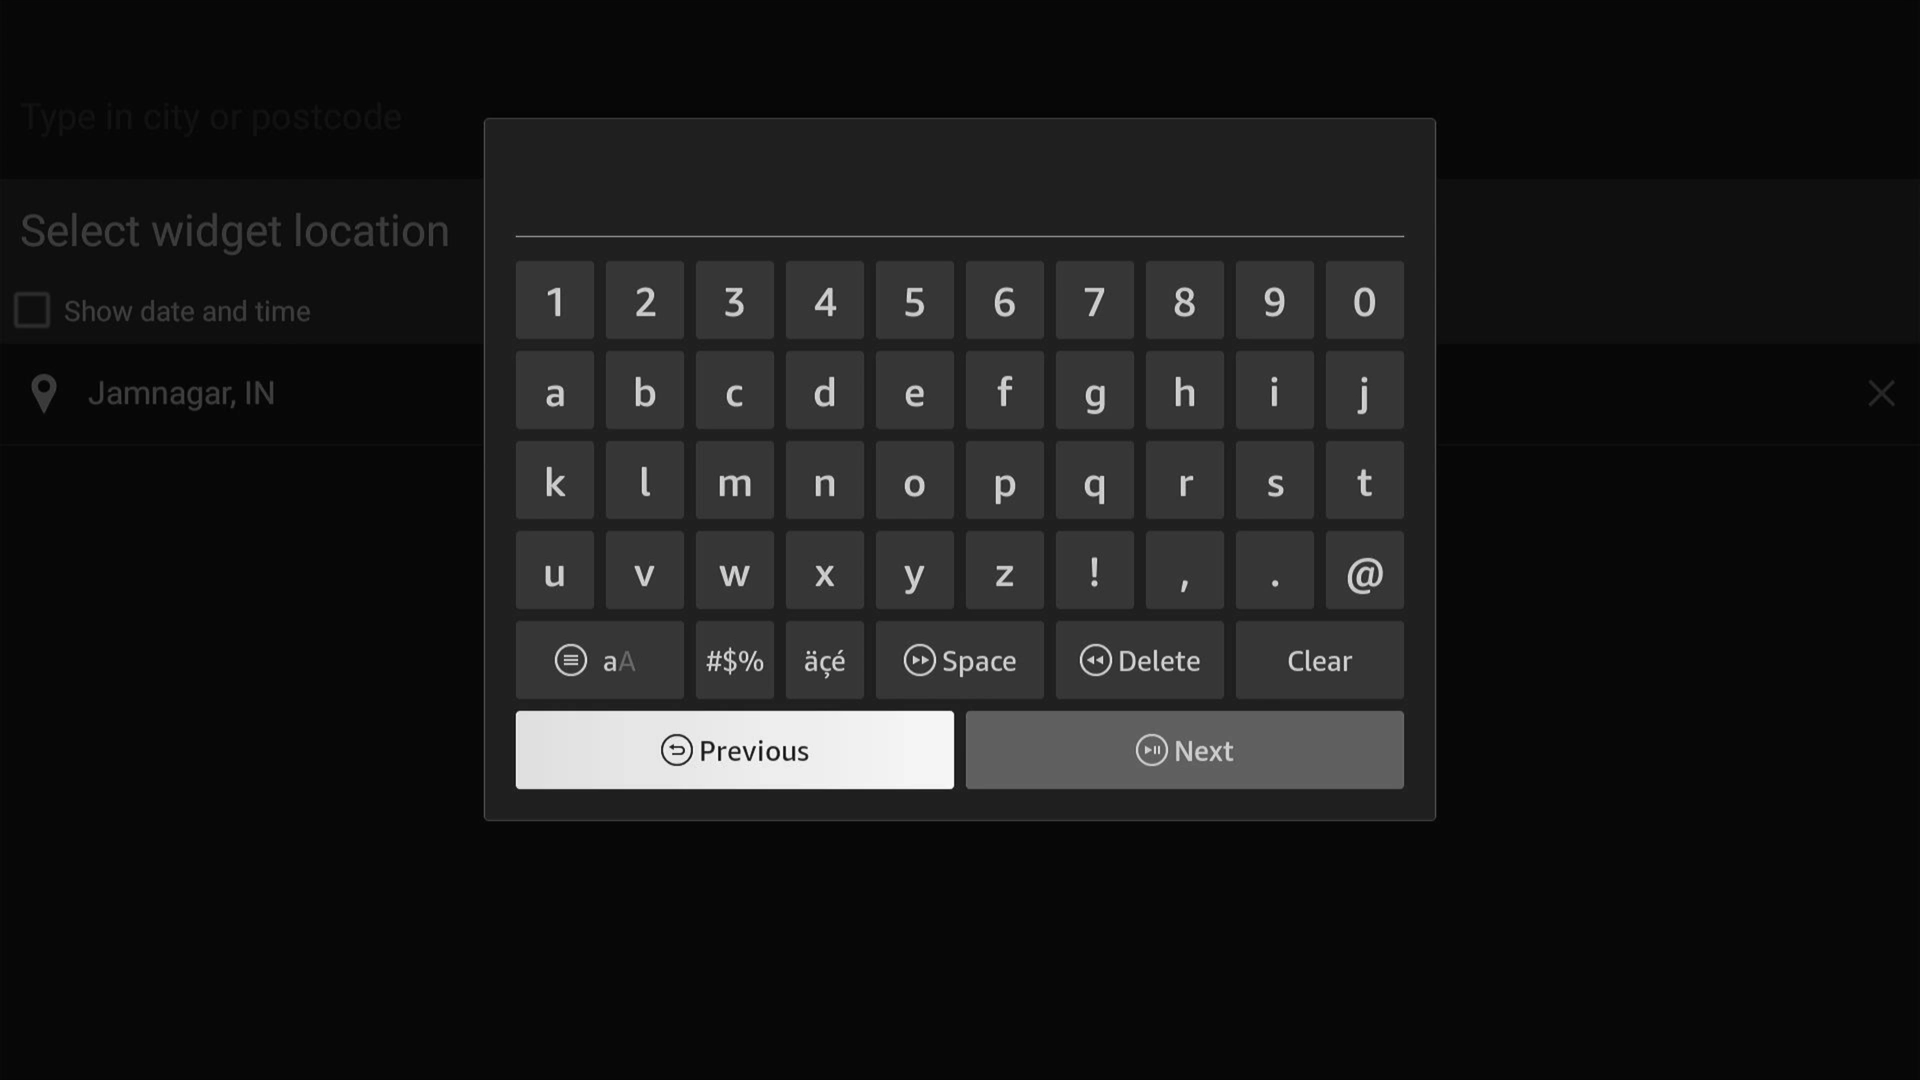 Type in city or postcode
Select widget location
Show date and time
Jamnagar, IN
1 2 3 4 5 6 7 8 9 0
a b c d e f g h i j
k l m n o p q r s t
u v w x y z ! , . @
aA #$% äçé Space Delete Clear
Previous Next